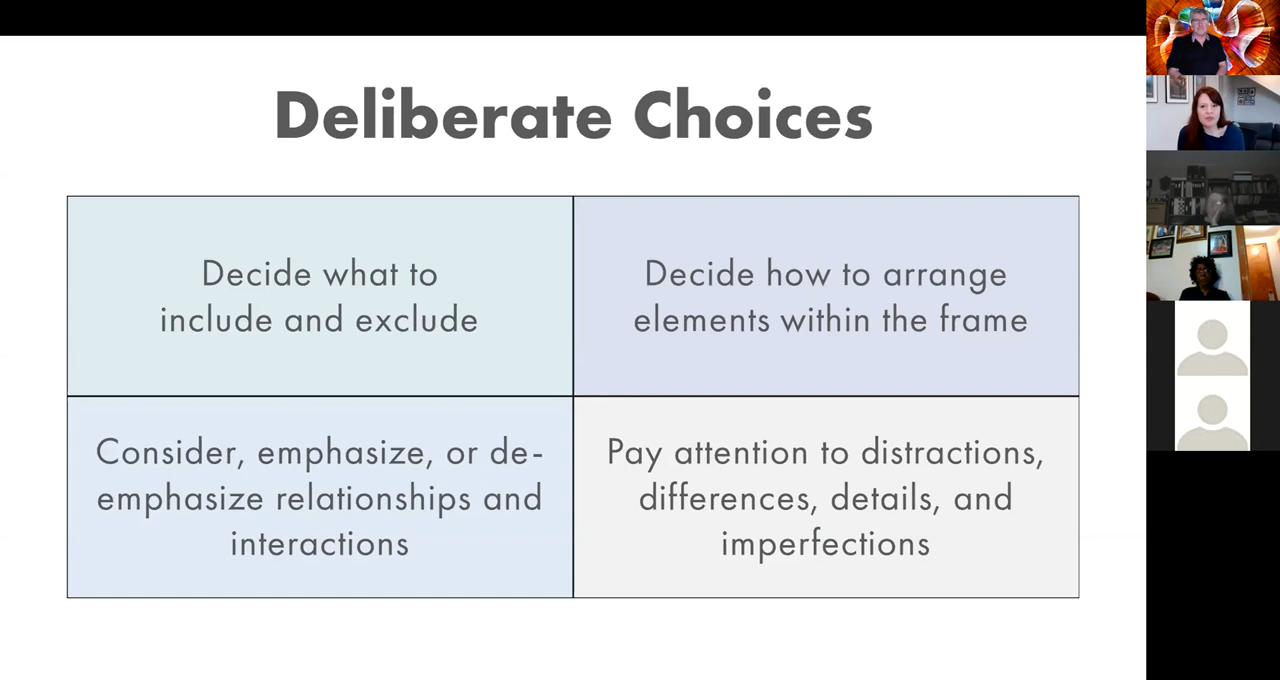 Deliberate Choices
Decide what to
include and exclude
Decide how to arrange
elements within the frame
Consider, emphasize, or de-
emphasize relationships and
interactions
Pay attention to distractions,
differences, details, and
imperfections